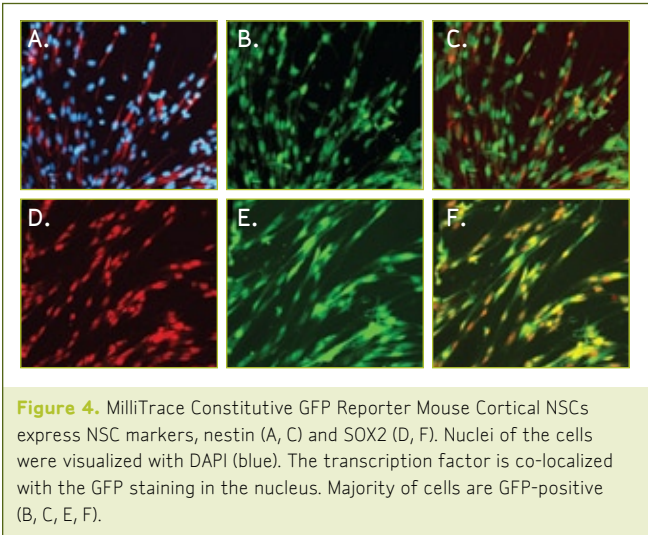 A.
B.
C.
D.
E.
F.
Figure 4. MilliTrace Constitutive GFP Reporter Mouse Cortical NSCs
express NSC markers, nestin (A, C) and SOX2 (D, F). Nuclei of the cells
were visualized with DAPI (blue). The transcription factor is co-localized
with the GFP staining in the nucleus. Majority of cells are GFP-positive
(B, C, E, F).